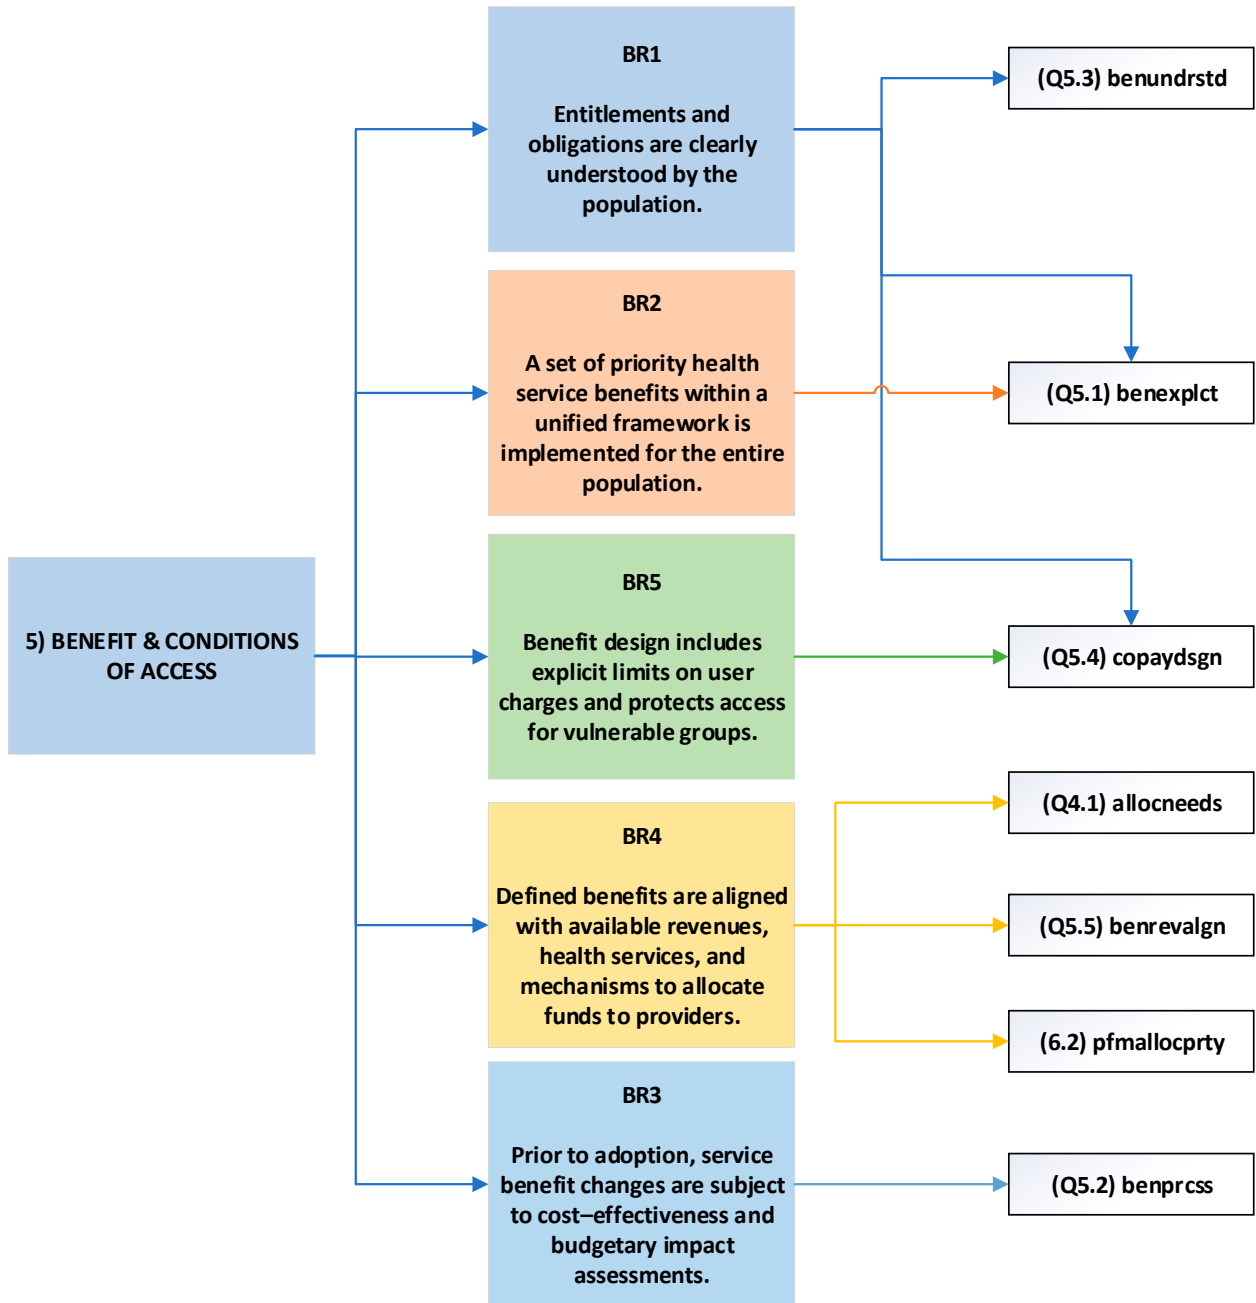 5) BENEFIT & CONDITIONS
OF ACCESS
BR1
Entitlements and
obligations are clearly
understood by the
population.
BR2
A set of priority health
service benefits within a
unified framework is
implemented for the entire
population.
BR5
Benefit design includes
explicit limits on user
charges and protects access
for vulnerable groups.
BR4
Defined benefits are aligned
with available revenues,
health services, and
mechanisms to allocate
funds to providers.
BR3
Prior to adoption, service
benefit changes are subject
to cost–effectiveness and
budgetary impact
assessments.
(Q5.3) benundrstd
(Q5.1) benexplct
(Q5.4) copaydsgn
(Q4.1) allocneeds
(Q5.5) benrevalgn
(6.2) pfmallocprty
(Q5.2) benprcss